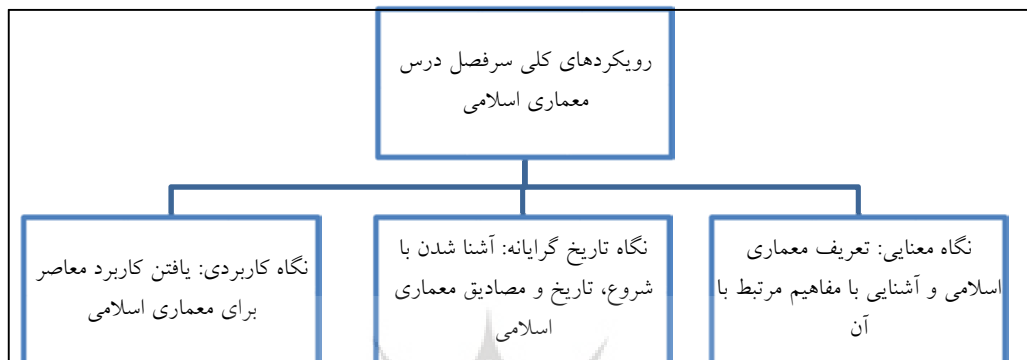 رویکردهای کلی سرفصل درس
معماری اسلامی
نگاه معنایی: تعریف معماری
اسلامی و آشنایی با مفاهیم مرتبط با
آن
نگاه تاریخ گرایانه: آشنا شدن با
شروع، تاریخ و مصادیق معماری
اسلامی
نگاه کاربردی: یافتن کاربرد معاصر
برای معماری اسلامی